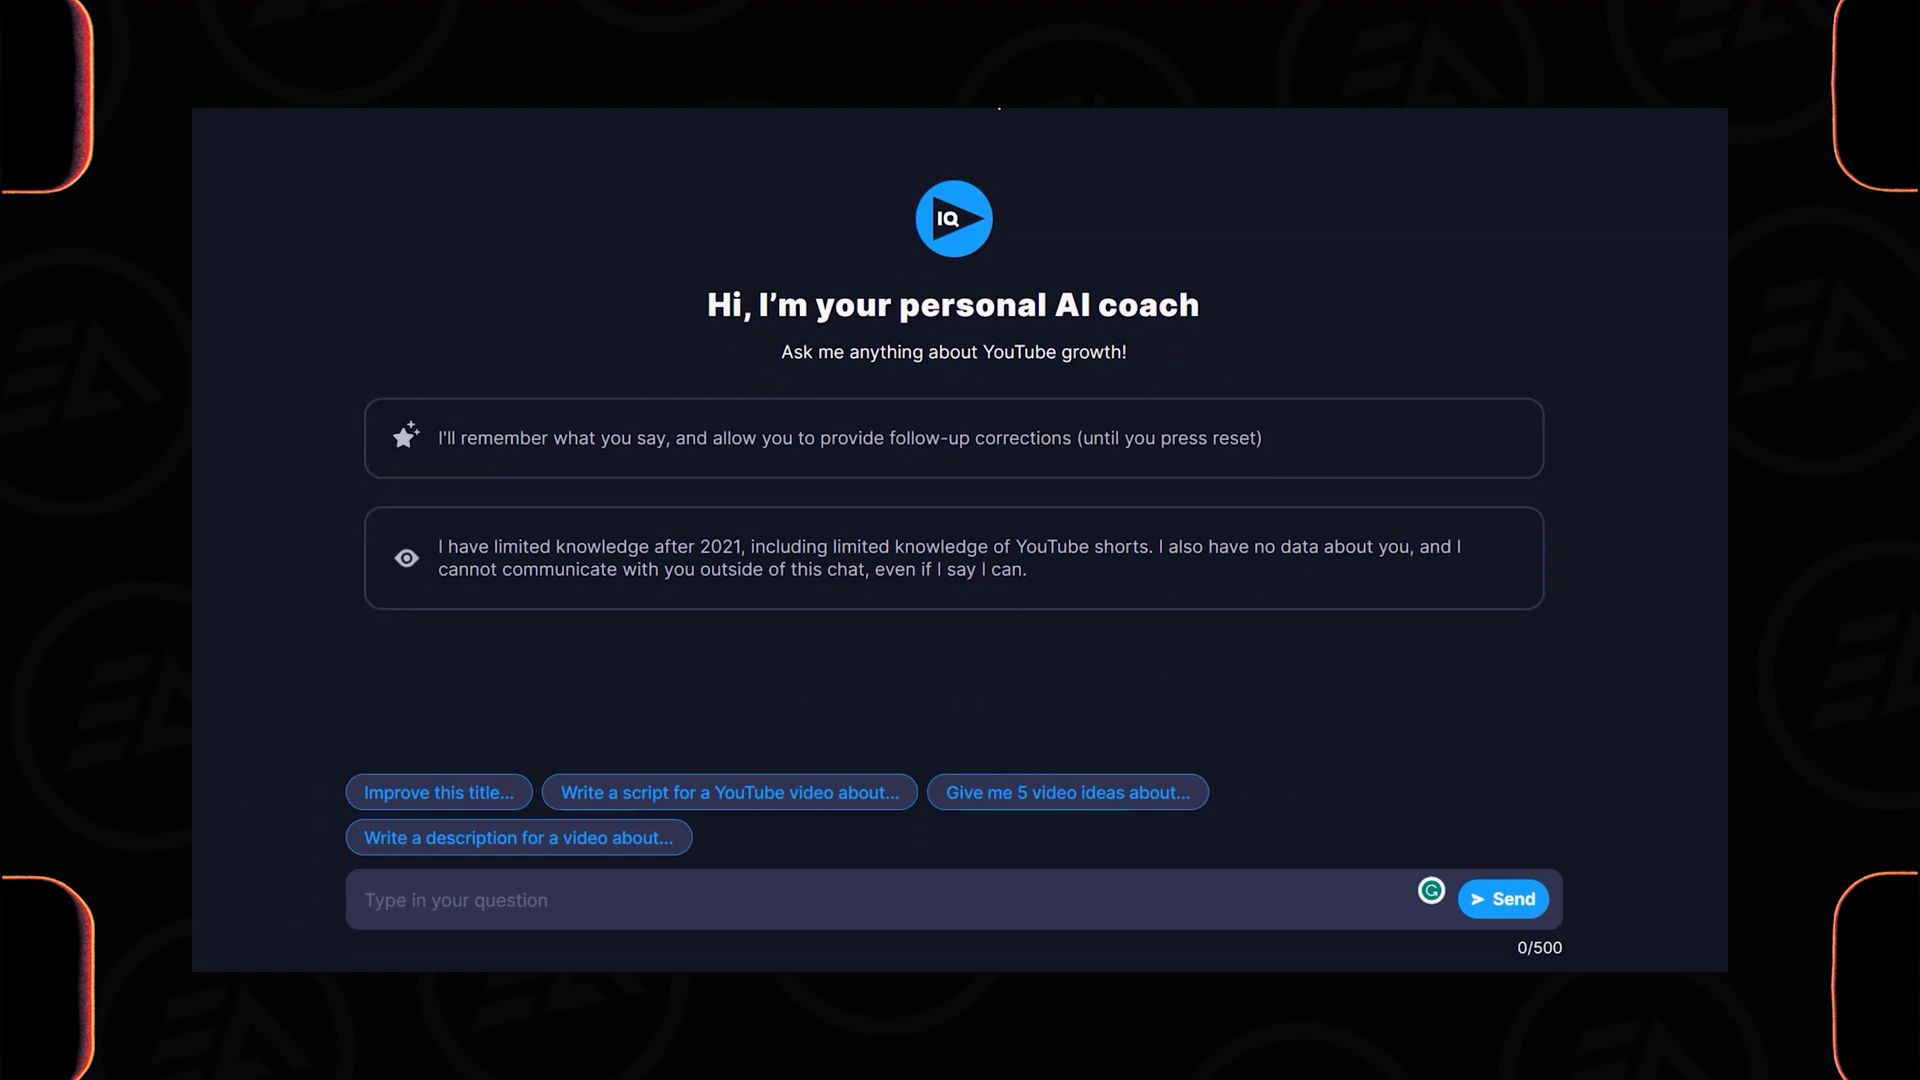 IQ
Hi, I’m your personal AI coach
Ask me anything about YouTube growth!
I'll remember what you say, and allow you to provide follow-up corrections (until you press reset)
I have limited knowledge after 2021, including limited knowledge of YouTube shorts. I also have no data about you, and I
cannot communicate with you outside of this chat, even if I say I can.
Improve this title...
Write a script for a YouTube video about...
Give me 5 video ideas about...
Write a description for a video about...
Type in your question
Send
0/500